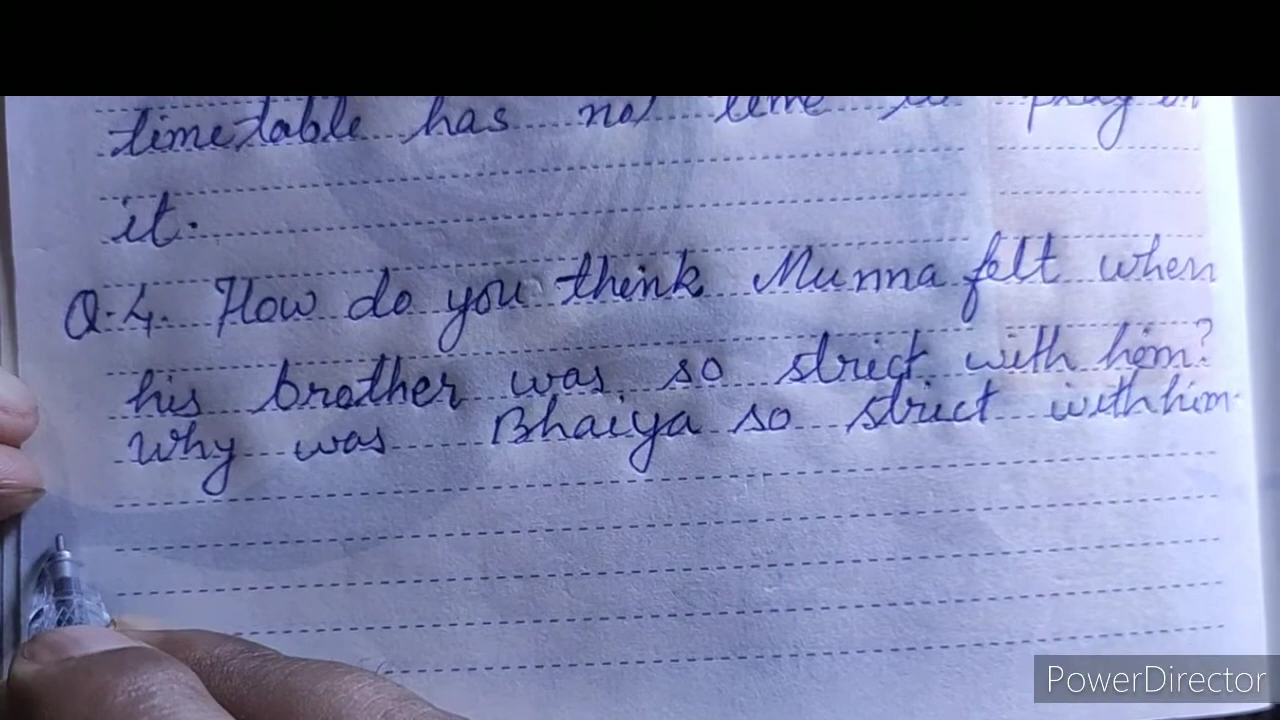 timetable has no time to play in
it.
Q.4. How do you think Munna felt when
his brother was so strict with him?
Why was Bhaiya so strict with him.
PowerDirector